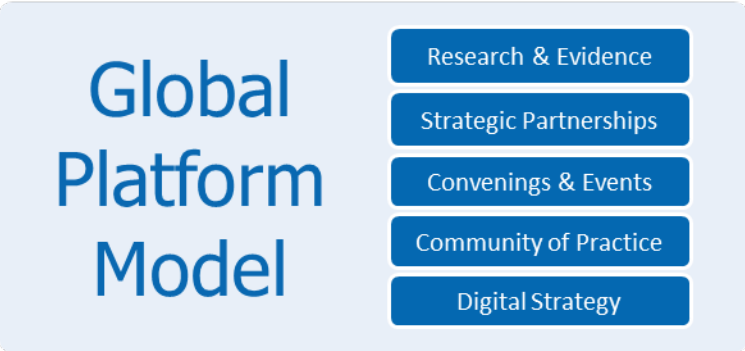 Global
Platform
Model
Research & Evidence
Strategic Partnerships
Convenings & Events
Community of Practice
Digital Strategy